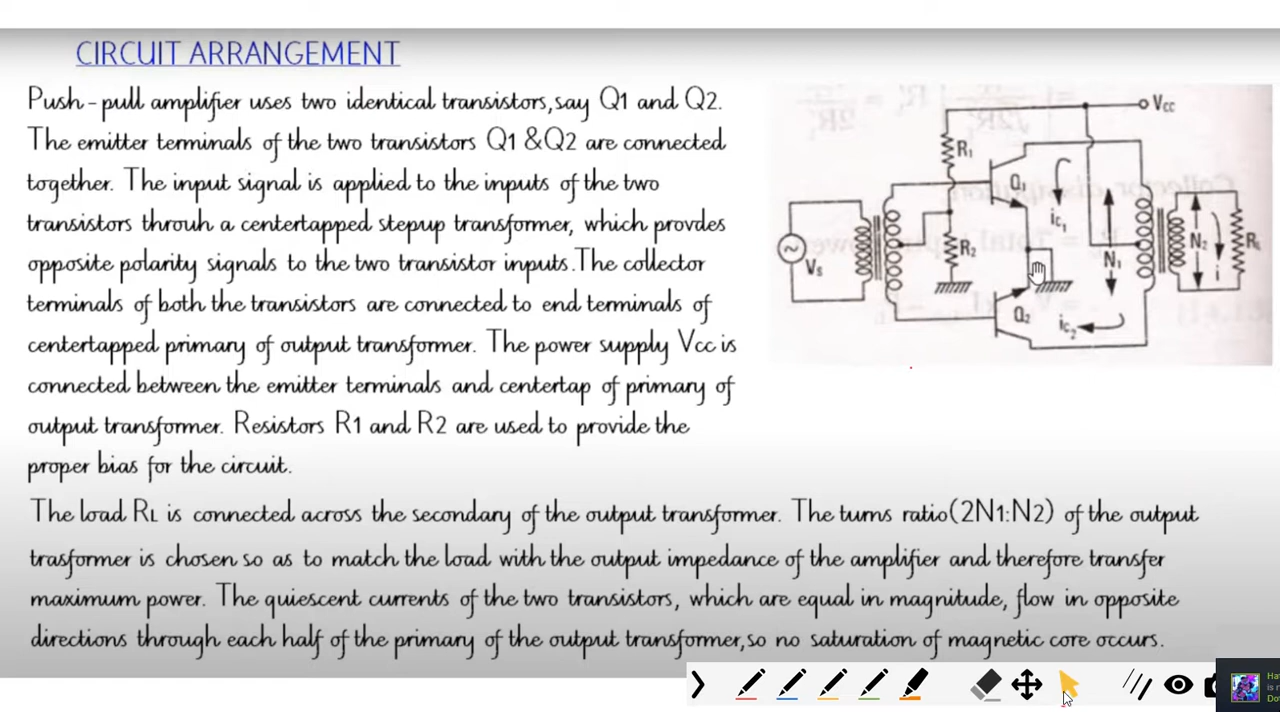 CIRCUIT ARRANGEMENT
Push-pull amplifier uses two identical transistors, say Q1 and Q2.
The emitter terminals of the two transistors Q1 &Q2 are connected
together. The input signal is applied to the inputs of the two
transistors throuh a centertapped stepup transformer, which provdes
opposite polarity signals to the two transistor inputs.The collector
terminals of both the transistors are connected to end terminals of
centertapped primary of output transformer. The power supply Vcc is
connected between the emitter terminals and centertap of primary of
output transformer. Resistors R1 and R2 are used to provide the
proper bias for the circuit.
The load RL is connected across the secondary of the output transformer. The turns ratio(2N1:N2) of the output
trasformer is chosen so as to match the load with the output impedance of the amplifier and therefore transfer
maximum power. The quiescent currents of the two transistors, which are equal in magnitude, flow in opposite
directions through each half of the primary of the output transformer,so no saturation of magnetic core occurs.
Vcc
R1
Q1
ic1
Vs
R2
N1
N2
i
RL
Q2
ic2